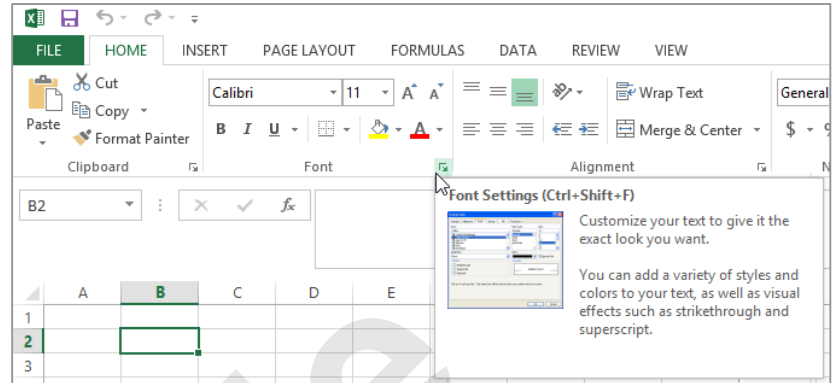 FILE HOME INSERT PAGE LAYOUT FORMULAS DATA REVIEW VIEW
Cut
Calibri 11 A A Wrap Text General
Copy
Paste
Format Painter B I U A Merge & Center $
Clipboard Font Alignment N
Font Settings (Ctrl+Shift+F)
B2 fx
Customize your text to give it the
exact look you want.
You can add a variety of styles and
colors to your text, as well as visual
effects such as strikethrough and
superscript.
A B C D E
1
2
3